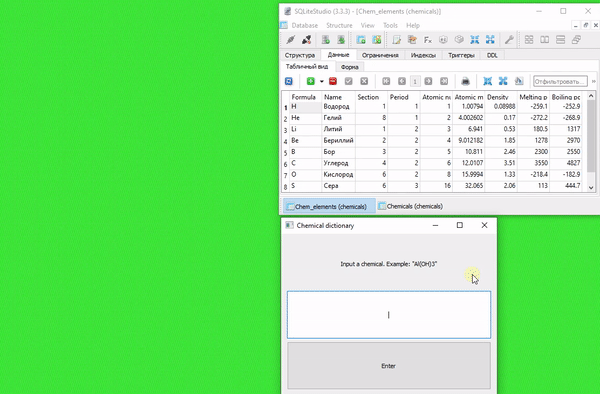 SQLiteStudio (3.3.3) - [Chem_elements (chemicals)]
Database Structure View Tools Help
Структура Данные Ограничения Индексы Триггеры DDL
Табличный вид Форма
1 Отфильтровать...
Formula Name Section Period Atomic nu Atomic m Density Melting p Boiling po
1 H Водород 1 1 1 1.00794 0.08988 -259.1 -252.9
2 He Гелий 8 1 2 4.002602 0.17 -272.2 -268.9
3 Li Литий 1 2 3 6.941 0.53 180.5 1317
4 Be Бериллий 2 2 4 9.012182 1.85 1278 2970
5 B Бор 3 2 5 10.811 2.46 2300 2550
6 C Углерод 4 2 6 12.0107 3.51 3550 4827
7 O Кислород 6 2 8 15.9994 1.33 -218.4 -182.9
8 S Сера 6 3 16 32.065 2.06 113 444.7
Chem_elements (chemicals) Chemicals (chemicals)
Chemical dictionary
Input a chemical. Example: "Al(OH)3"
Enter